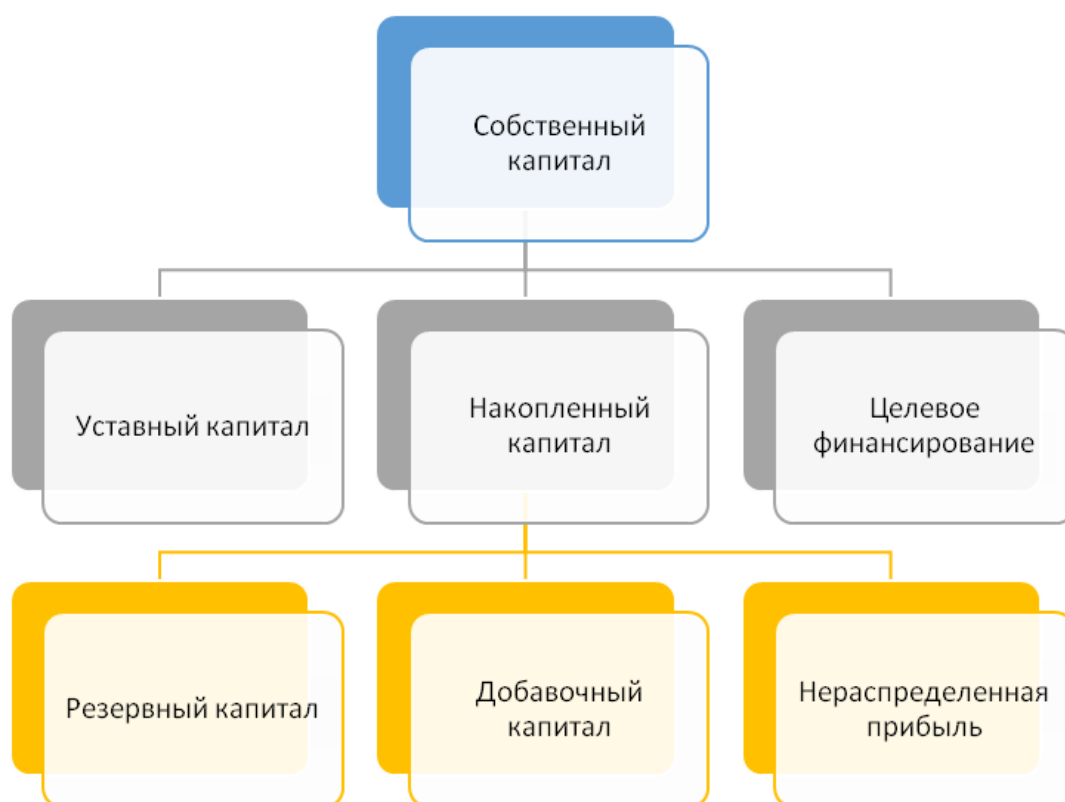 Собственный
капитал
Уставный капитал
Накопленный
капитал
Целевое
финансирование
Резервный капитал
Добавочный
капитал
Нераспределенная
прибыль